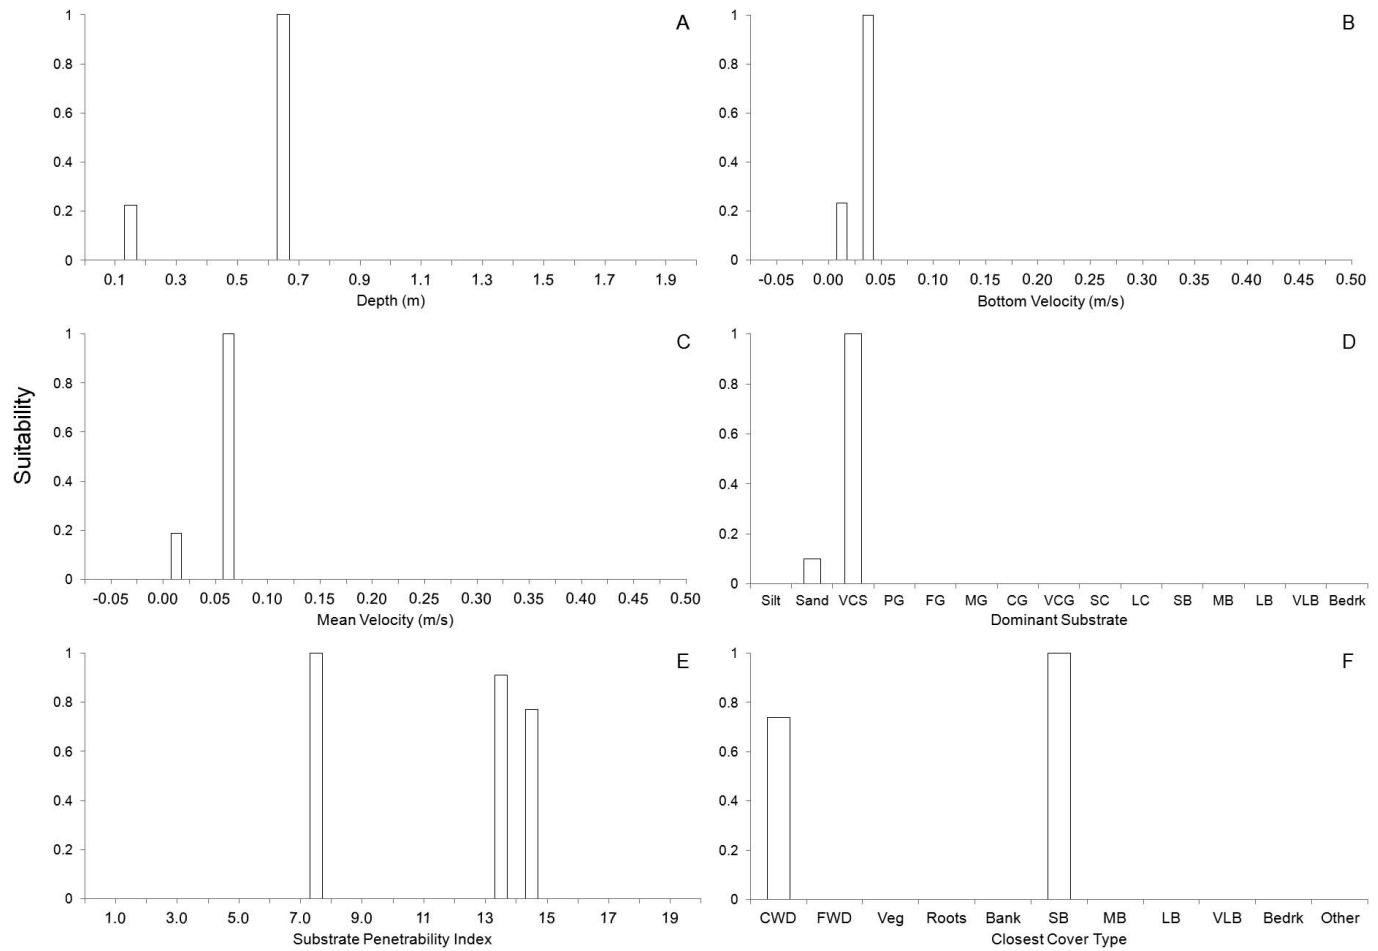 A
1
0.8
0.6
0.4
0.2
0
0.1 0.3 0.5 0.7 0.9 1.1 1.3 1.5 1.7 1.9
Depth (m)
B
1
0.8
0.6
0.4
0.2
0
-0.05 0.00 0.05 0.10 0.15 0.20 0.25 0.30 0.35 0.40 0.45 0.50
Bottom Velocity (m/s)
Suitability
C
1
0.8
0.6
0.4
0.2
0
-0.05 0.00 0.05 0.10 0.15 0.20 0.25 0.30 0.35 0.40 0.45 0.50
Mean Velocity (m/s)
D
1
0.8
0.6
0.4
0.2
0
Silt Sand VCS PG FG MG CG VCG SC LC SB MB LB VLB Bedrk
Dominant Substrate
E
1
0.8
0.6
0.4
0.2
0
1.0 3.0 5.0 7.0 9.0 11 13 15 17 19
Substrate Penetrability Index
F
1
0.8
0.6
0.4
0.2
0
CWD FWD Veg Roots Bank SB MB LB VLB Bedrk Other
Closest Cover Type